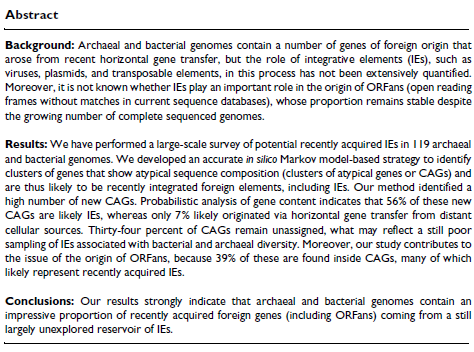 Abstract
Background: Archaeal and bacterial genomes contain a number of genes of foreign origin that
arose from recent horizontal gene transfer, but the role of integrative elements (IEs), such as
viruses, plasmids, and transposable elements, in this process has not been extensively quantified.
Moreover, it is not known whether IEs play an important role in the origin of ORFans (open reading
frames without matches in current sequence databases), whose proportion remains stable despite
the growing number of complete sequenced genomes.
Results: We have performed a large-scale survey of potential recently acquired IEs in 119 archaeal
and bacterial genomes. We developed an accurate in silico Markov model-based strategy to identify
clusters of genes that show atypical sequence composition (clusters of atypical genes or CAGs) and
are thus likely to be recently integrated foreign elements, including IEs. Our method identified a
high number of new CAGs. Probabilistic analysis of gene content indicates that 56% of these new
CAGs are likely IEs, whereas only 7% likely originated via horizontal gene transfer from distant
cellular sources. Thirty-four percent of CAGs remain unassigned, what may reflect a still poor
sampling of IEs associated with bacterial and archaeal diversity. Moreover, our study contributes to
the issue of the origin of ORFans, because 39% of these are found inside CAGs, many of which
likely represent recently acquired IEs.
Conclusions: Our results strongly indicate that archaeal and bacterial genomes contain an
impressive proportion of recently acquired foreign genes (including ORFans) coming from a still
largely unexplored reservoir of IEs.